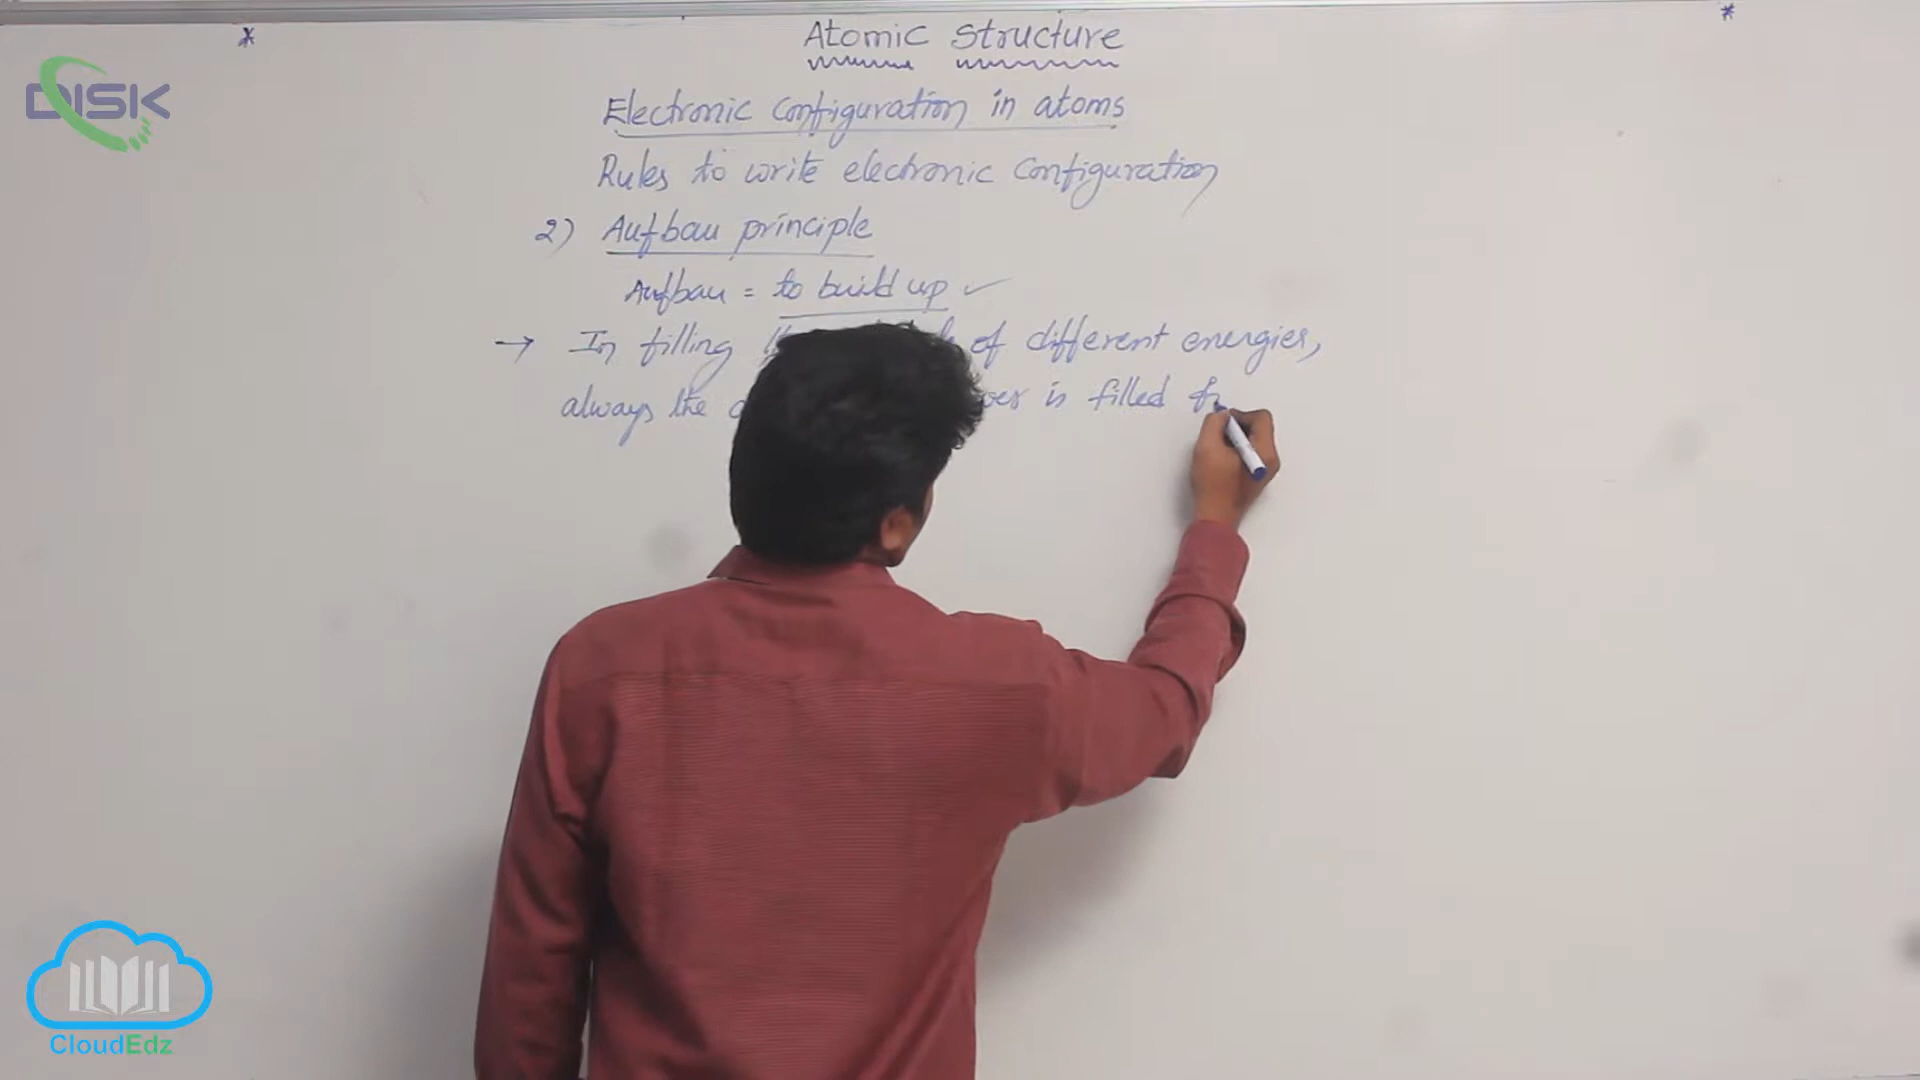 Atomic Structure
DISK
Electronic configuration in atoms
Rules to write electronic configuration
2) Aufbau principle
Aufbau = to build up ✓
→ In filling of different energies,
always the is filled
CloudEdz